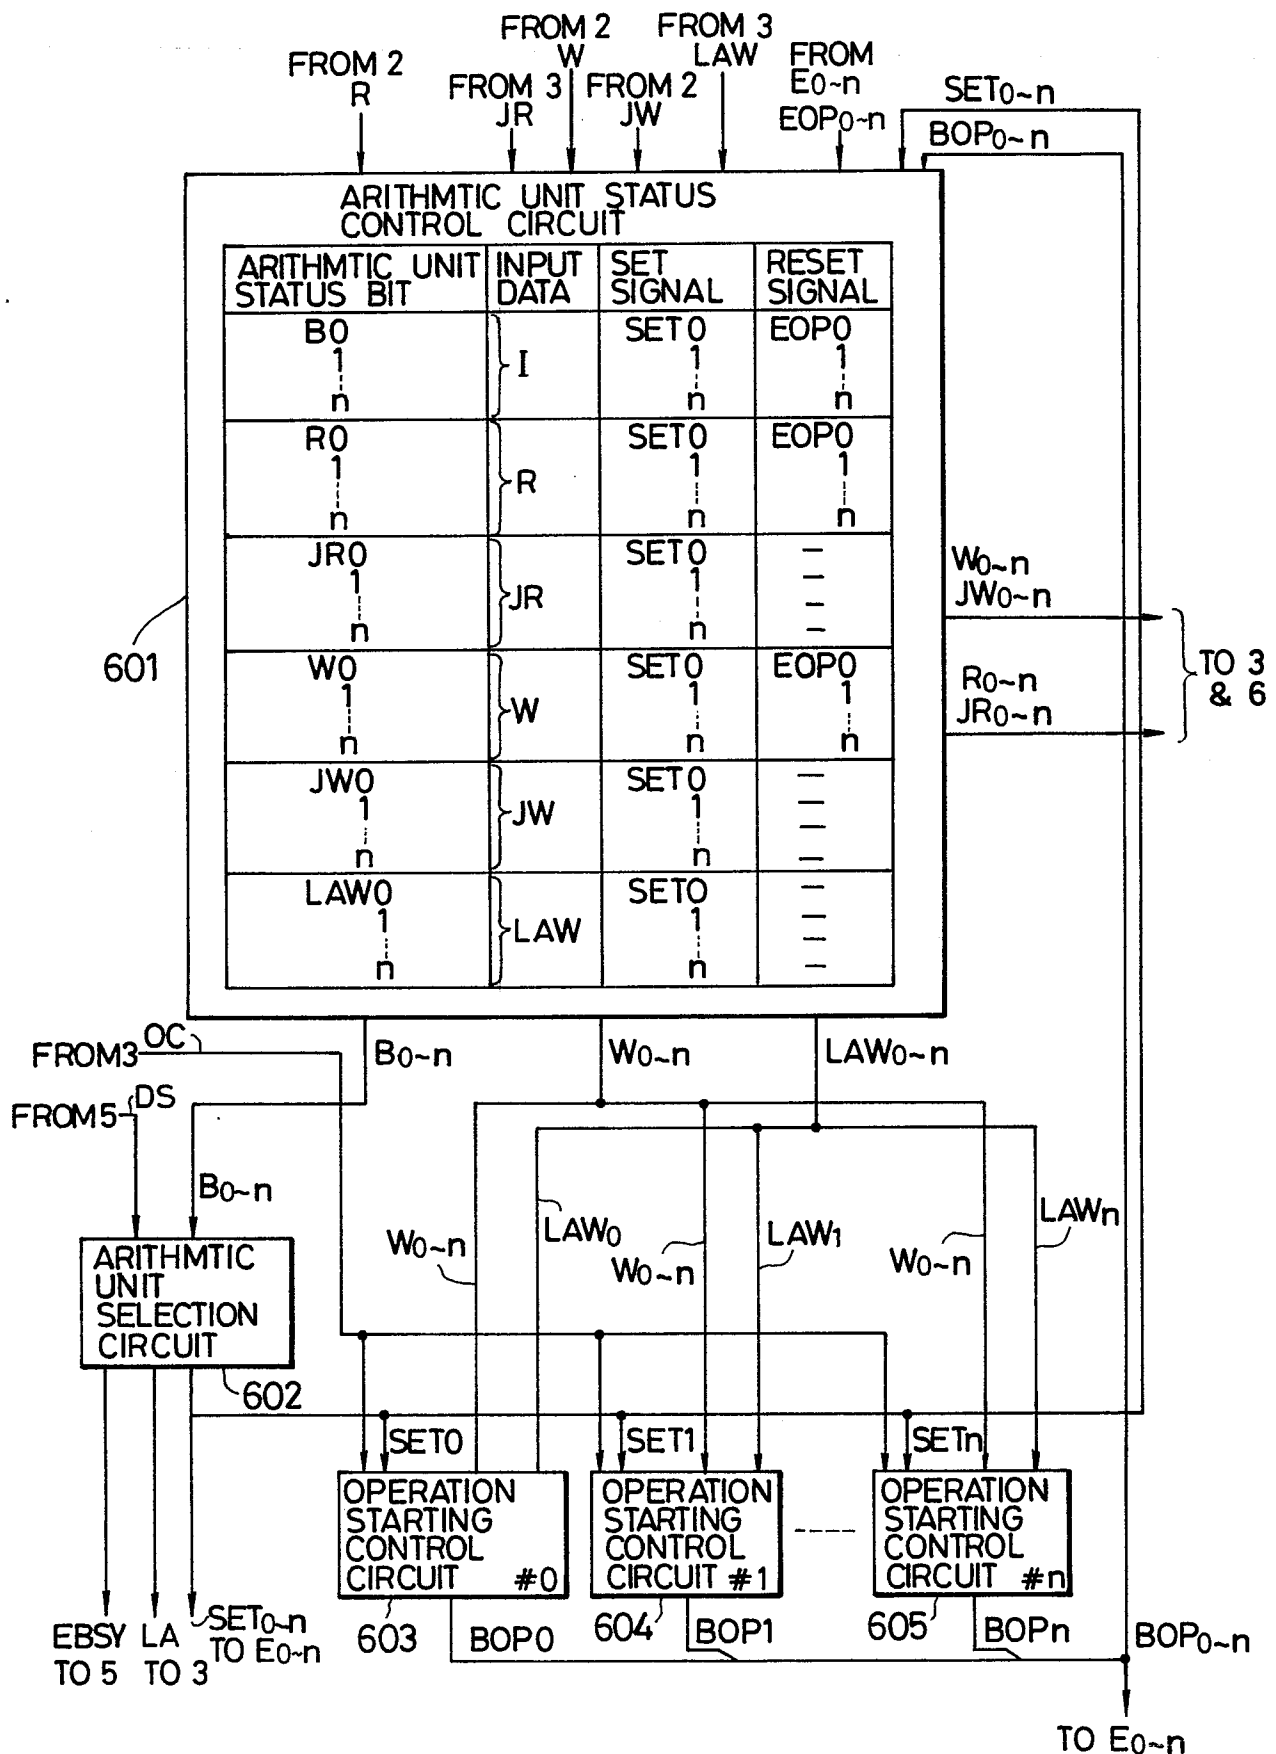 FROM 2
R
FROM 3
JR
FROM 2
W
FROM 2
JW
FROM 3
LAW
FROM
E0~n
EOP0~n
SET0~n
BOP0~n
ARITHMTIC UNIT STATUS
CONTROL CIRCUIT
ARITHMTIC UNIT
STATUS BIT
INPUT
DATA
SET
SIGNAL
RESET
SIGNAL
B0
1
n
I
SET0
1
n
EOP0
1
n
R0
1
n
R
SET0
1
n
EOP0
1
n
JR0
1
n
JR
SET0
1
n
–
–
–
–
W0
1
n
W
SET0
1
n
EOP0
1
n
JW0
1
n
JW
SET0
1
n
–
–
–
–
LAW0
1
n
LAW
SET0
1
n
–
–
–
–
601
W0~n
JW0~n
R0~n
JR0~n
TO 3
& 6
FROM3
OC
B0~n
W0~n
LAW0~n
FROM5
DS
B0~n
W0~n
LAW0
W0~n
LAW1
W0~n
LAWn
ARITHMTIC
UNIT
SELECTION
CIRCUIT
602
SET0
SET1
SETn
OPERATION
STARTING
CONTROL
CIRCUIT #0
OPERATION
STARTING
CONTROL
CIRCUIT #1
OPERATION
STARTING
CONTROL
CIRCUIT #n
603
604
605
BOP0
BOP1
BOPn
BOP0~n
EBSY
TO 5
LA
TO 3
SET0~n
TO E0~n
TO E0~n